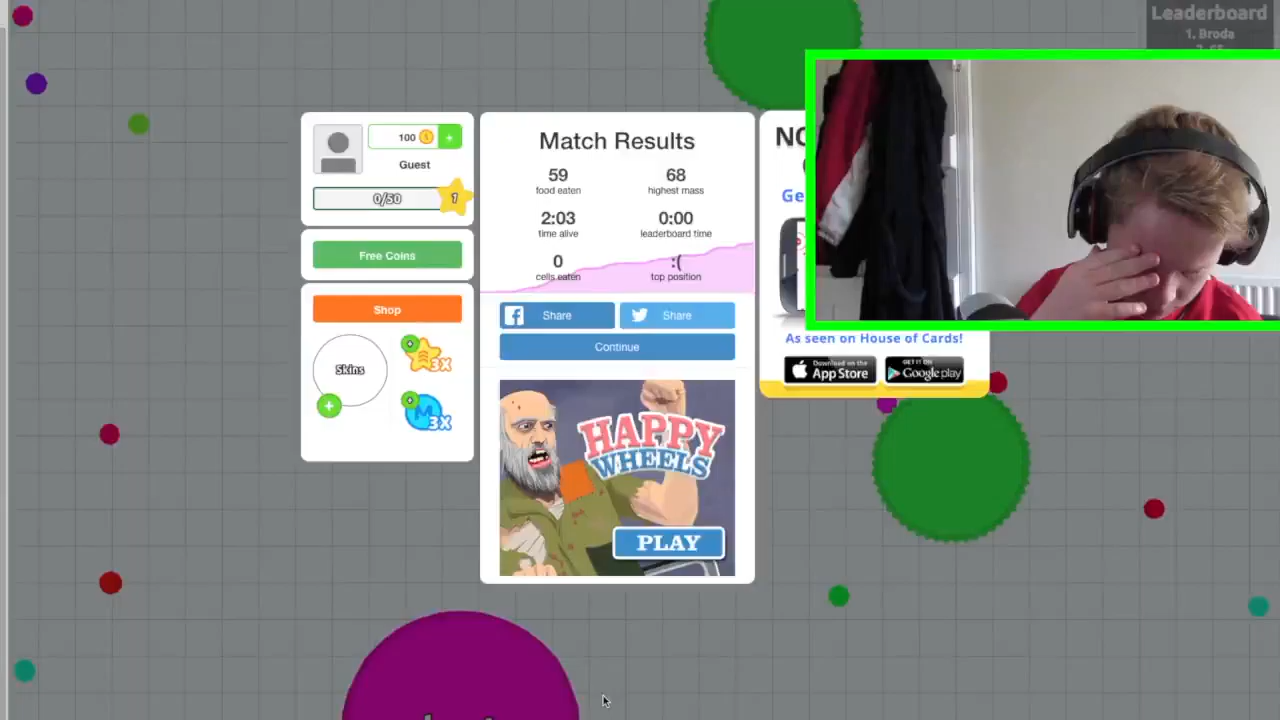 Leaderboard
1. Broda
100
Guest
0/50
1
Free Coins
Shop
Skins
3X
M
3X
Match Results
59
food eaten
68
highest mass
2:03
time alive
0:00
leaderboard time
0
cells eaten
:(
top position
Share
Share
Continue
HAPPY
WHEELS
PLAY
Ge
As seen on House of Cards!
Download on the
App Store
GET IT ON
Google play